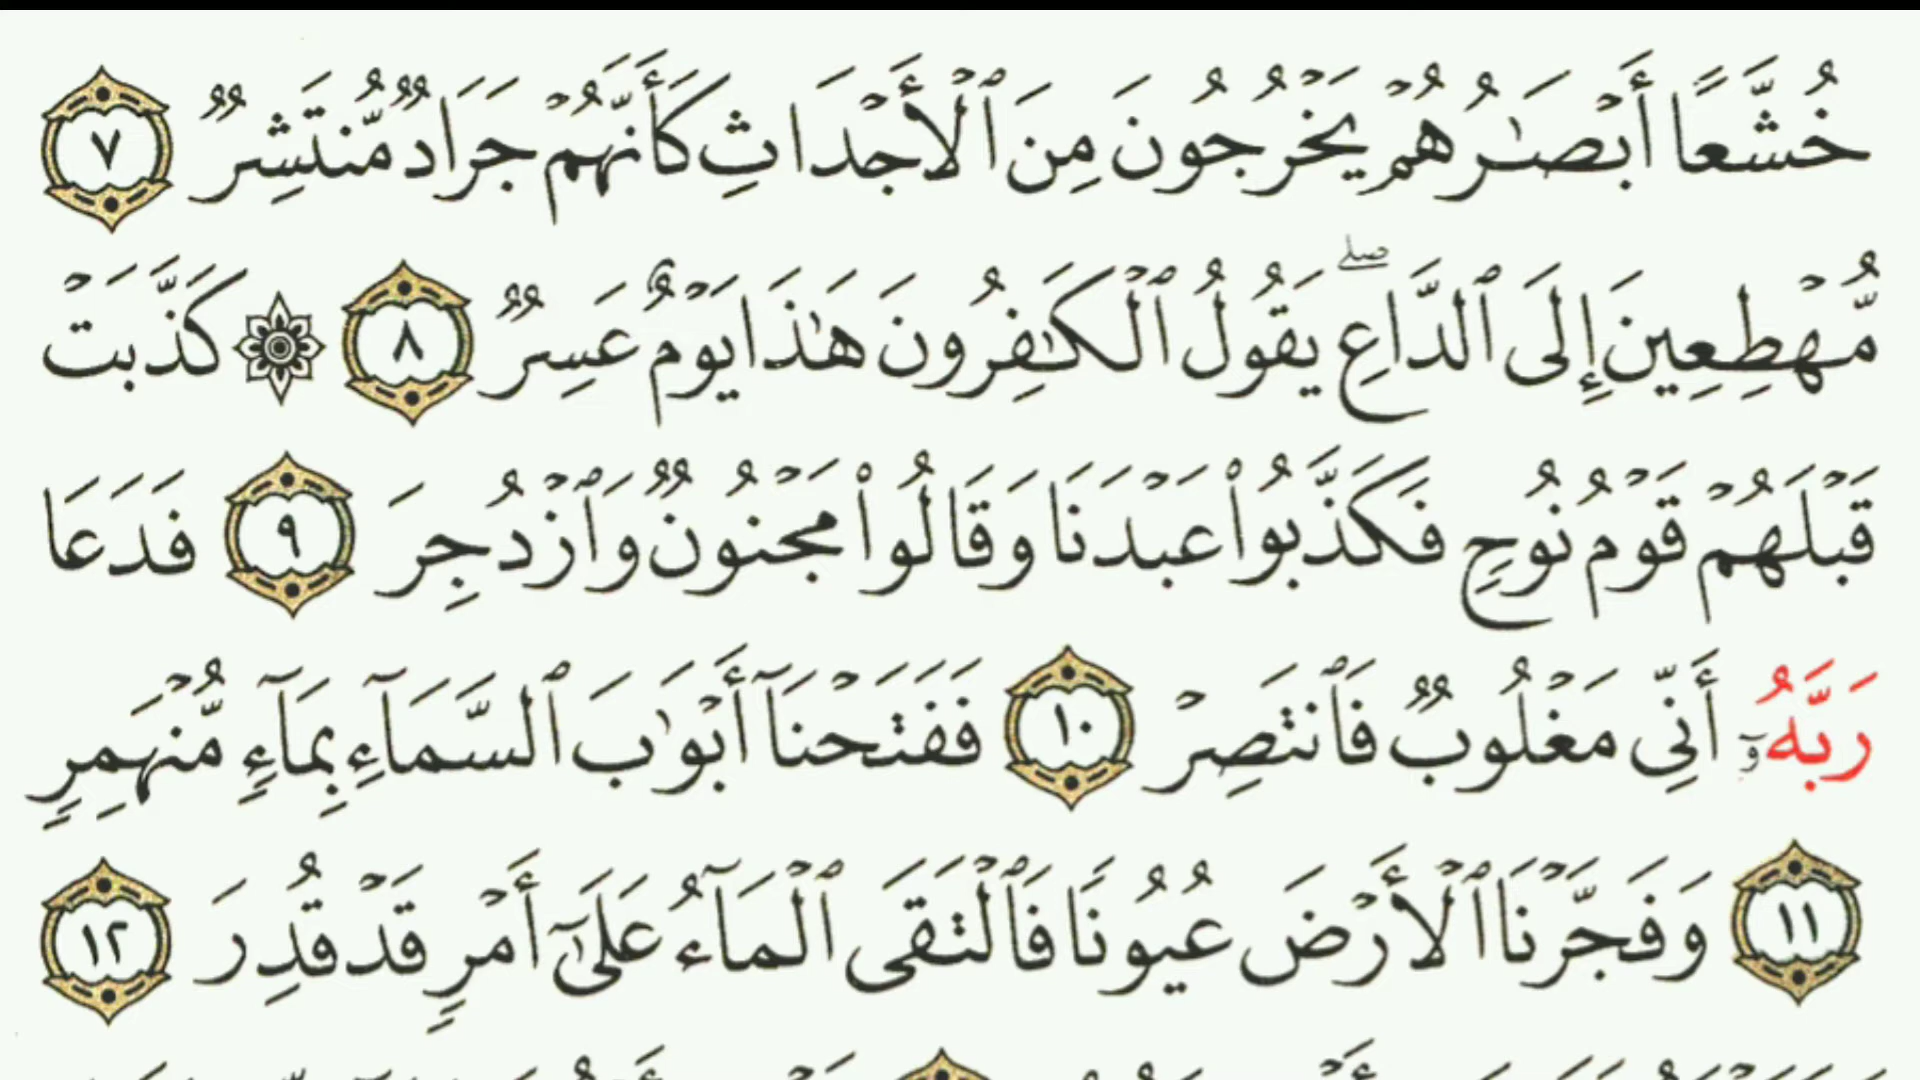 خُشَّعًا أَبۡصَٰرُهُمۡ يَخۡرُجُونَ مِنَ ٱلۡأَجۡدَاثِ كَأَنَّهُمۡ جَرَادٞ مُّنتَشِرٞ ٧
مُّهۡطِعِينَ إِلَى ٱلدَّاعِۖ يَقُولُ ٱلۡكَٰفِرُونَ هَٰذَا يَوۡمٌ عَسِرٞ ٨ ۞ كَذَّبَتۡ
قَبۡلَهُمۡ قَوۡمُ نُوحٖ فَكَذَّبُواْ عَبۡدَنَا وَقَالُواْ مَجۡنُونٞ وَٱزۡدُجِرَ ٩ فَدَعَا
رَبَّهُۥٓ أَنِّي مَغۡلُوبٞ فَٱنتَصِرۡ ١٠ فَفَتَحۡنَآ أَبۡوَٰبَ ٱلسَّمَآءِ بِمَآءٖ مُّنۡهَمِرٖ
١١ وَفَجَّرۡنَا ٱلۡأَرۡضَ عُيُونٗا فَٱلۡتَقَى ٱلۡمَآءُ عَلَىٰٓ أَمۡرٖ قَدۡ قُدِرَ ١٢